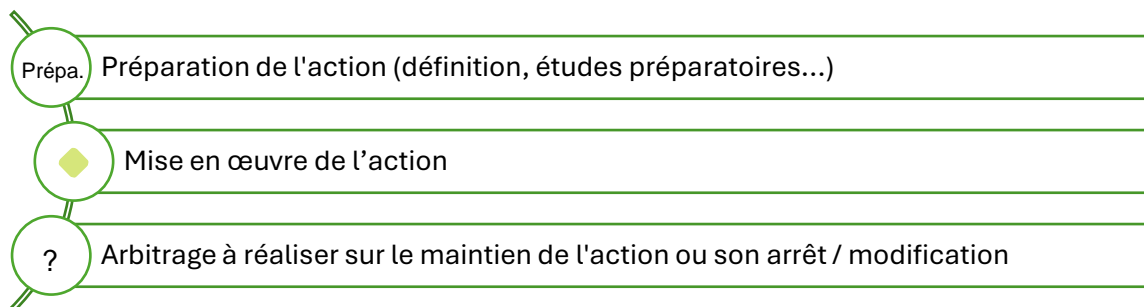 Prépa. Préparation de l'action (définition, études préparatoires...)
Mise en œuvre de l’action
? Arbitrage à réaliser sur le maintien de l'action ou son arrêt / modification